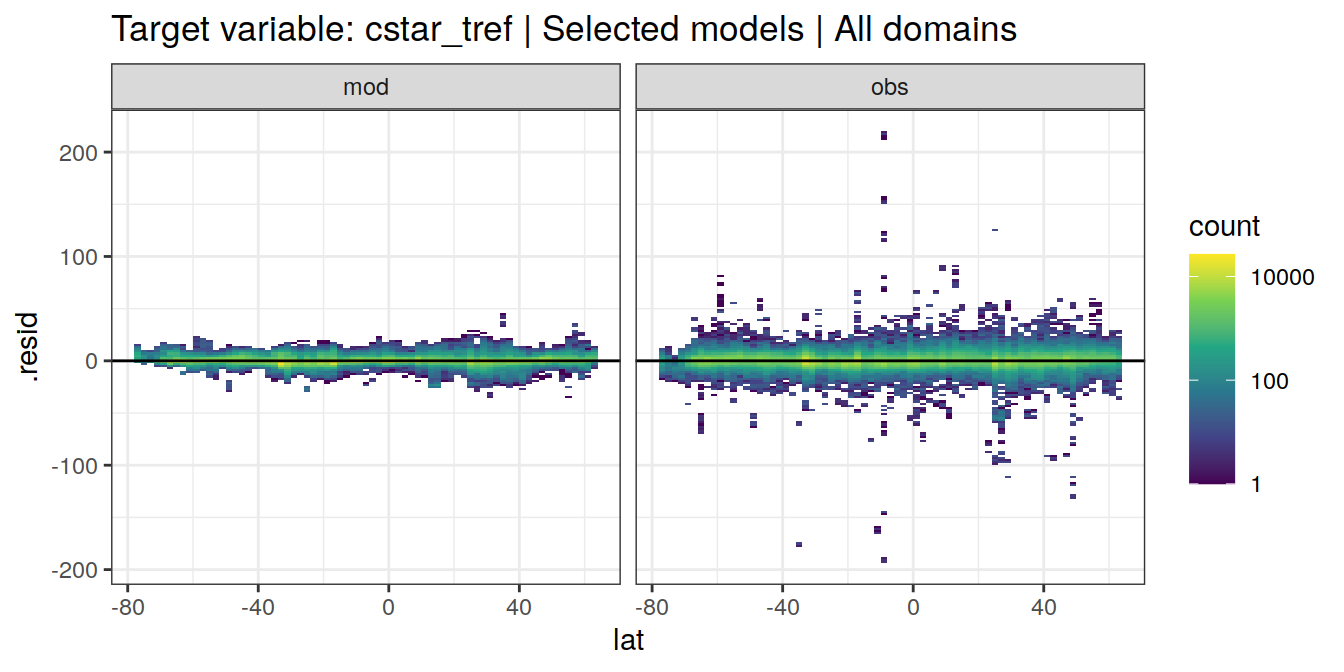 Target variable: cstar_tref | Selected models | All domains
mod obs
200
100
0
-100
-200
.resid
-80 -40 0 40 -80 -40 0 40
lat
count
10000
100
1